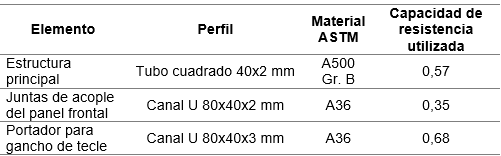 Elemento Perfil Material ASTM Capacidad de resistencia utilizada
Estructura principal Tubo cuadrado 40x2 mm A500 Gr. B 0,57
Juntas de acople del panel frontal Canal U 80x40x2 mm A36 0,35
Portador para gancho de tecle Canal U 80x40x3 mm A36 0,68